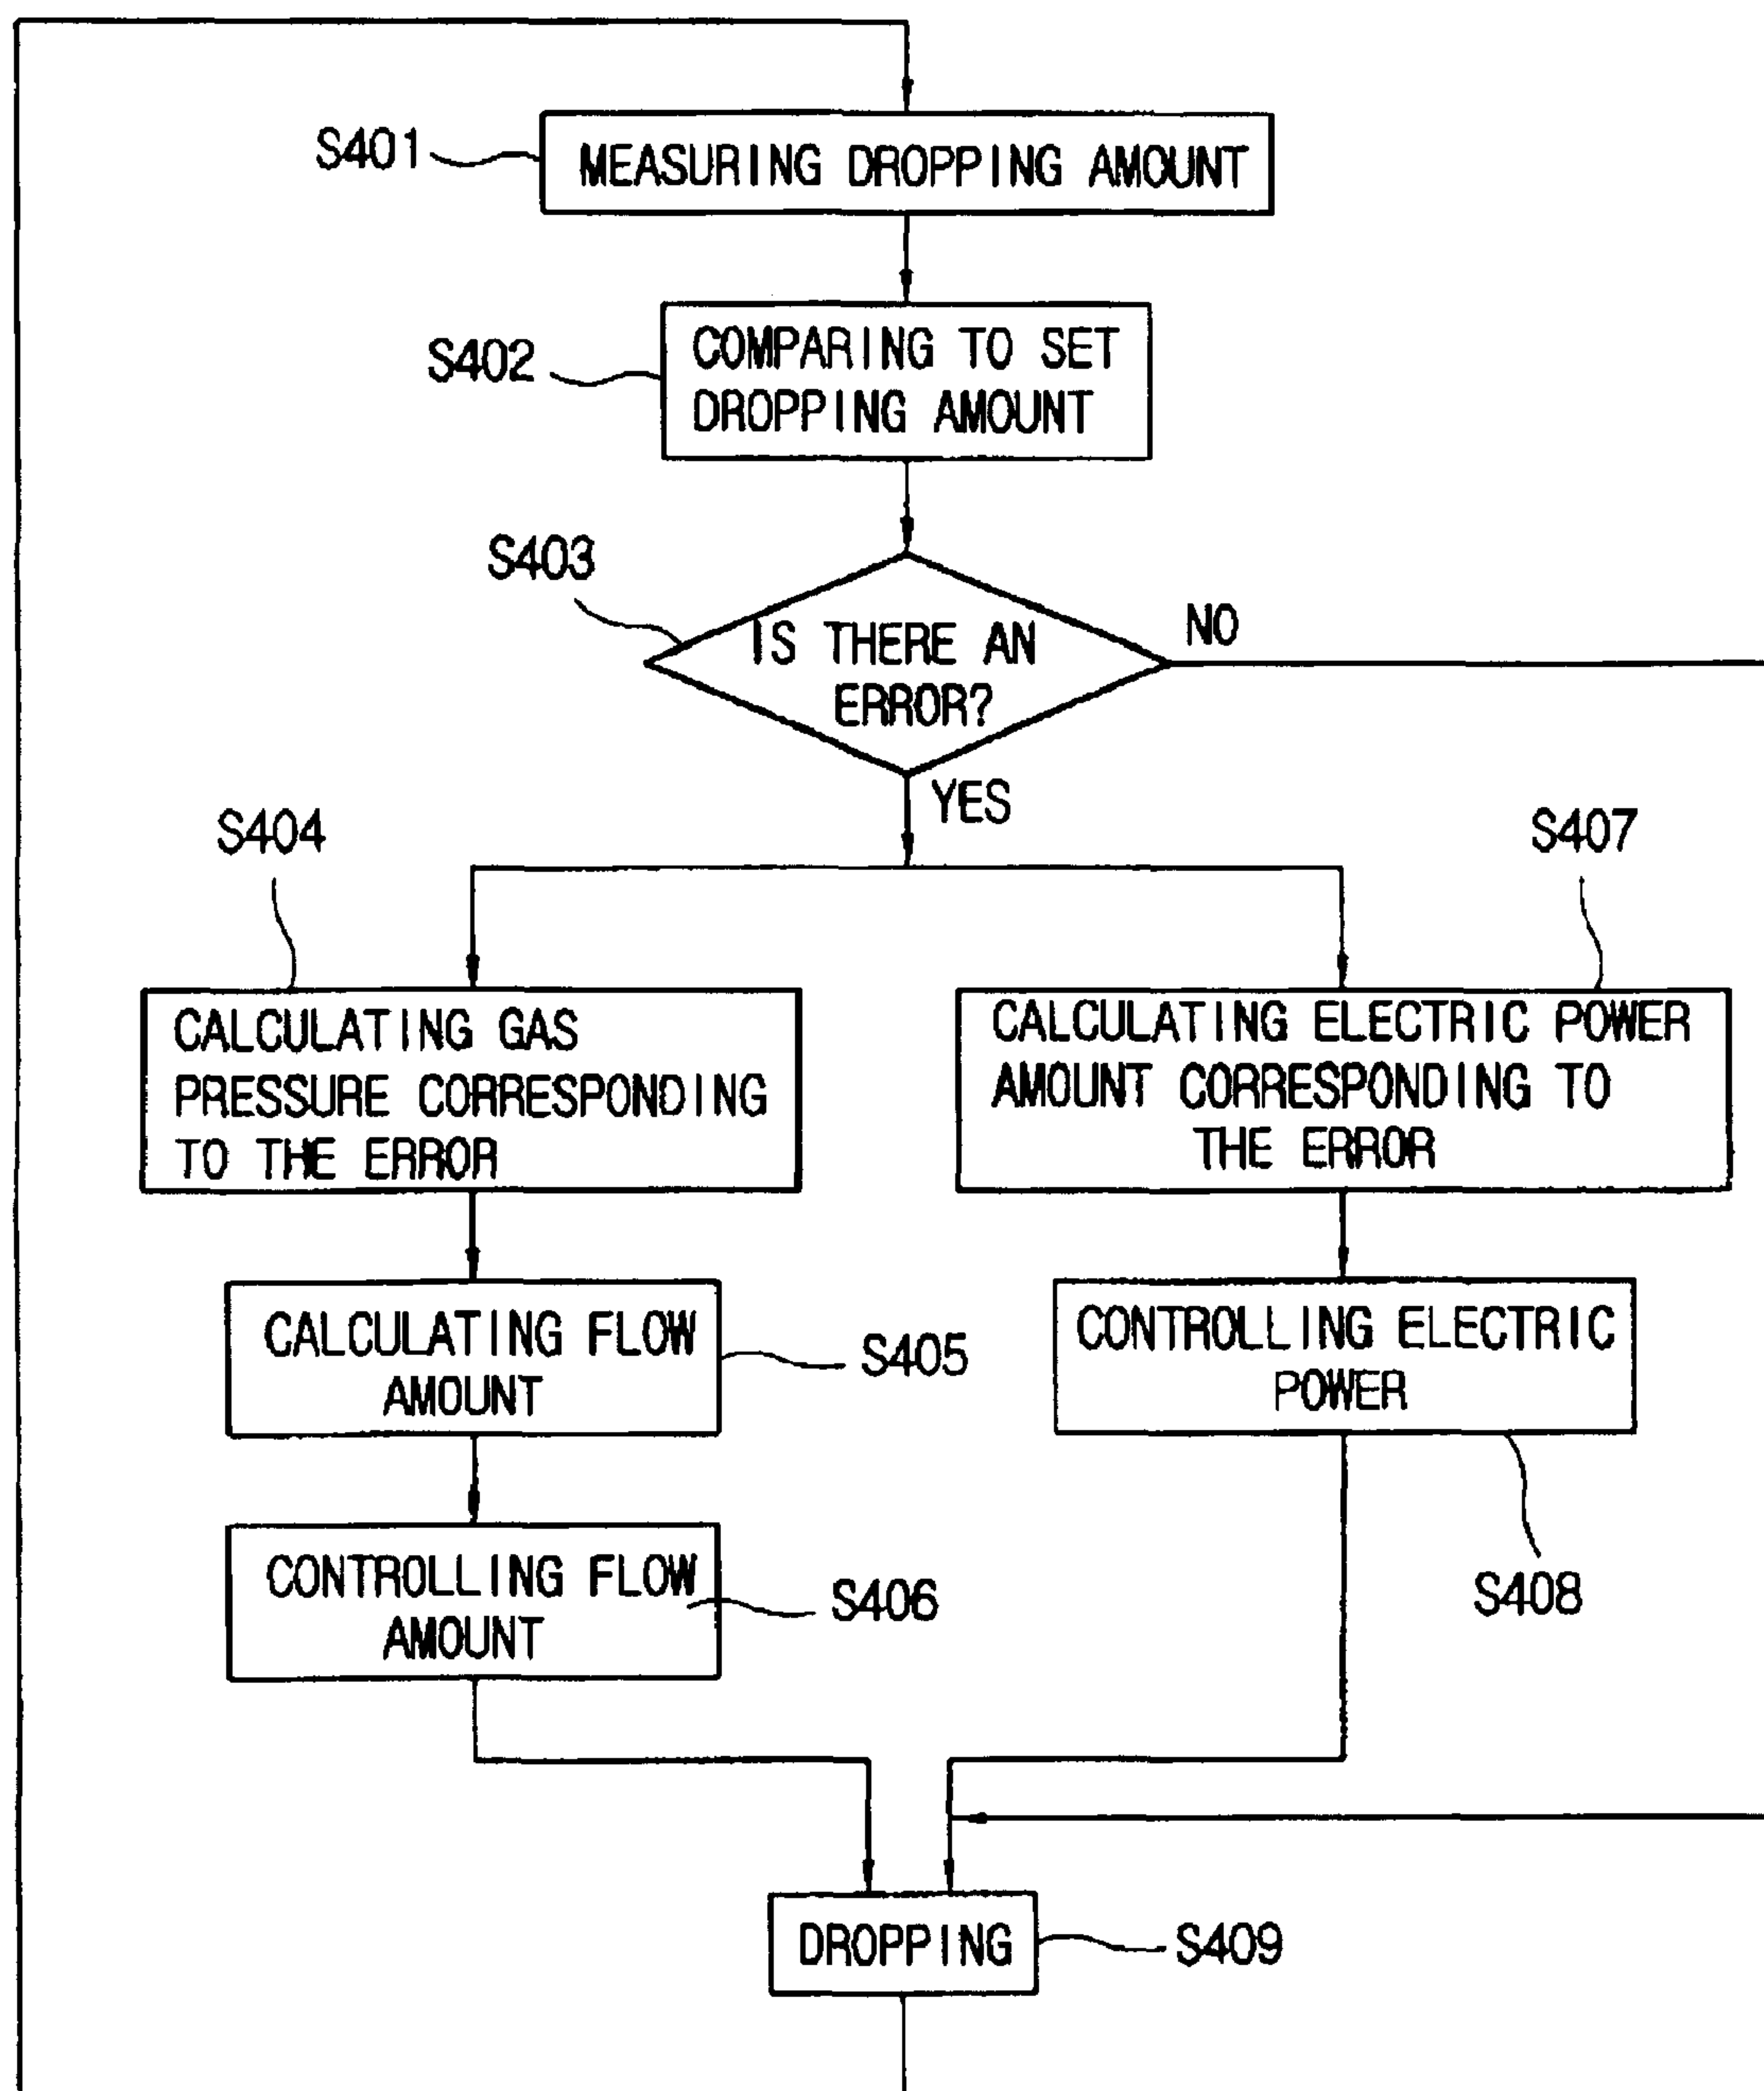 S401
MEASURING DROPPING AMOUNT
S402
COMPARING TO SET
DROPPING AMOUNT
S403
IS THERE AN
ERROR?
NO
YES
S404
S407
CALCULATING GAS
PRESSURE CORRESPONDING
TO THE ERROR
CALCULATING ELECTRIC POWER
AMOUNT CORRESPONDING TO
THE ERROR
CALCULATING FLOW
AMOUNT
S405
CONTROLLING ELECTRIC
POWER
S408
CONTROLLING FLOW
AMOUNT
S406
DROPPING
S409